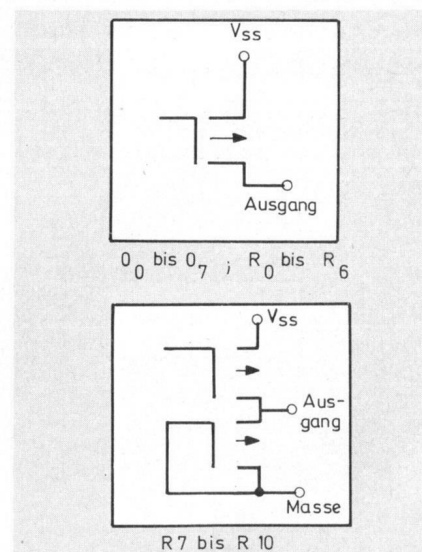 VSS
Ausgang
O0 bis O7 ; R0 bis R6
VSS
Aus-
gang
Masse
R7 bis R10